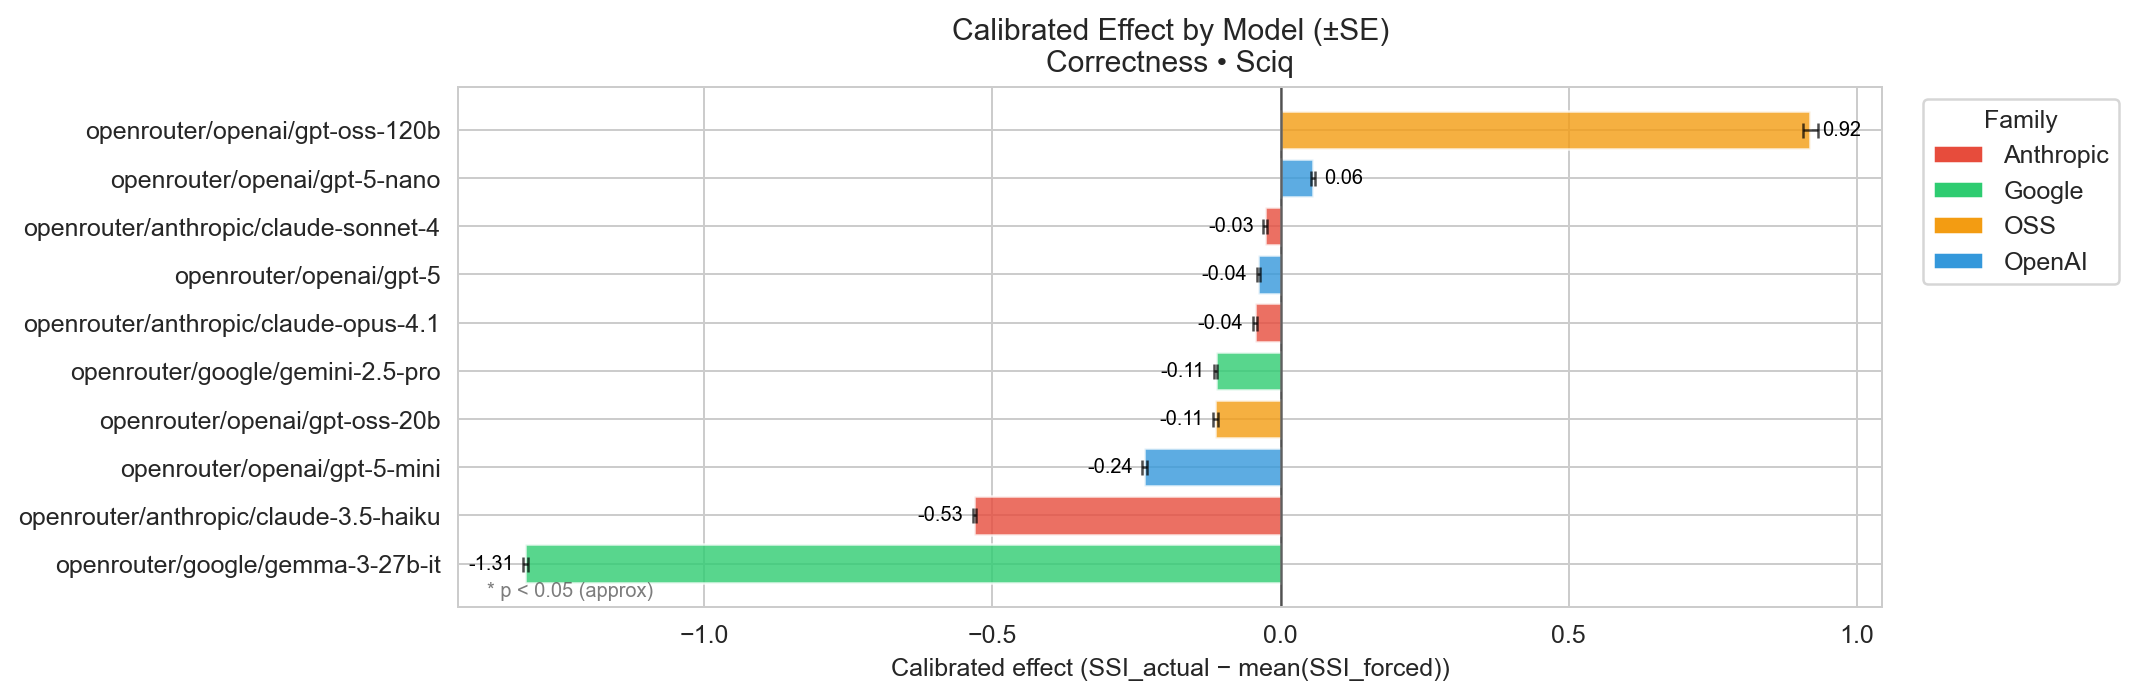 Calibrated Effect by Model (±SE)
Correctness • Sciq
openrouter/openai/gpt-oss-120b
0.92
openrouter/openai/gpt-5-nano
0.06
openrouter/anthropic/claude-sonnet-4
-0.03
openrouter/openai/gpt-5
-0.04
openrouter/anthropic/claude-opus-4.1
-0.04
openrouter/google/gemini-2.5-pro
-0.11
openrouter/openai/gpt-oss-20b
-0.11
openrouter/openai/gpt-5-mini
-0.24
openrouter/anthropic/claude-3.5-haiku
-0.53
openrouter/google/gemma-3-27b-it
-1.31
* p < 0.05 (approx)
−1.0 −0.5 0.0 0.5 1.0
Calibrated effect (SSI_actual − mean(SSI_forced))
Family
Anthropic
Google
OSS
OpenAI